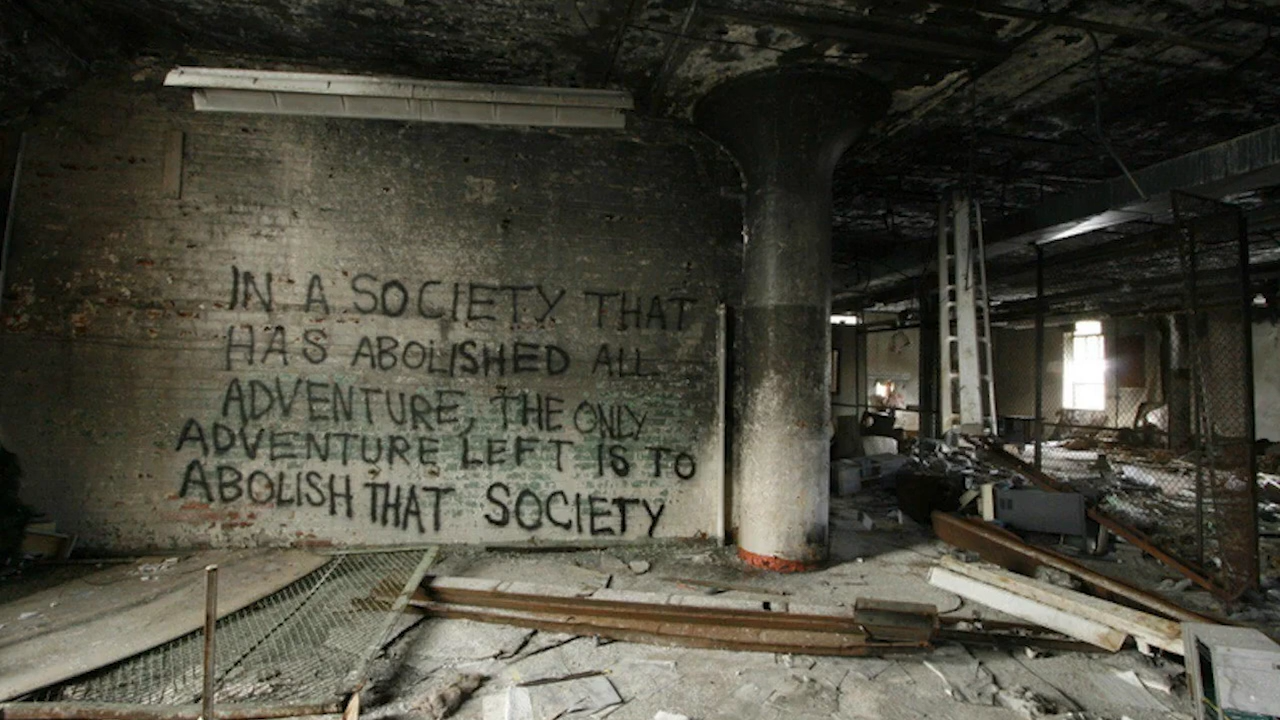 IN A SOCIETY THAT
HAS ABOLISHED ALL
ADVENTURE, THE ONLY
ADVENTURE LEFT IS TO
ABOLISH THAT SOCIETY